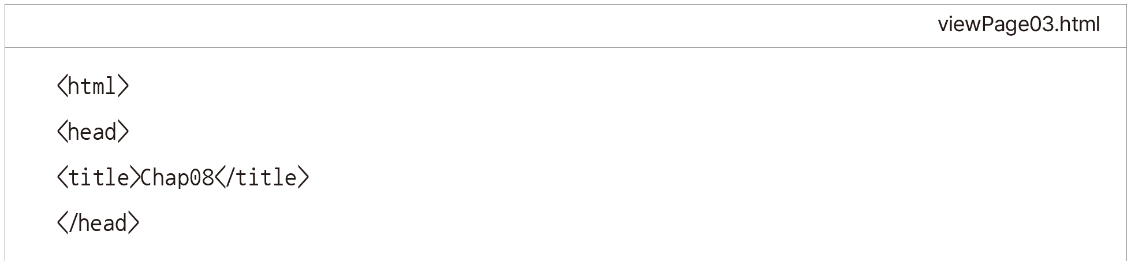 viewPage03.html
<html>
<head>
<title>Chap08</title>
</head>